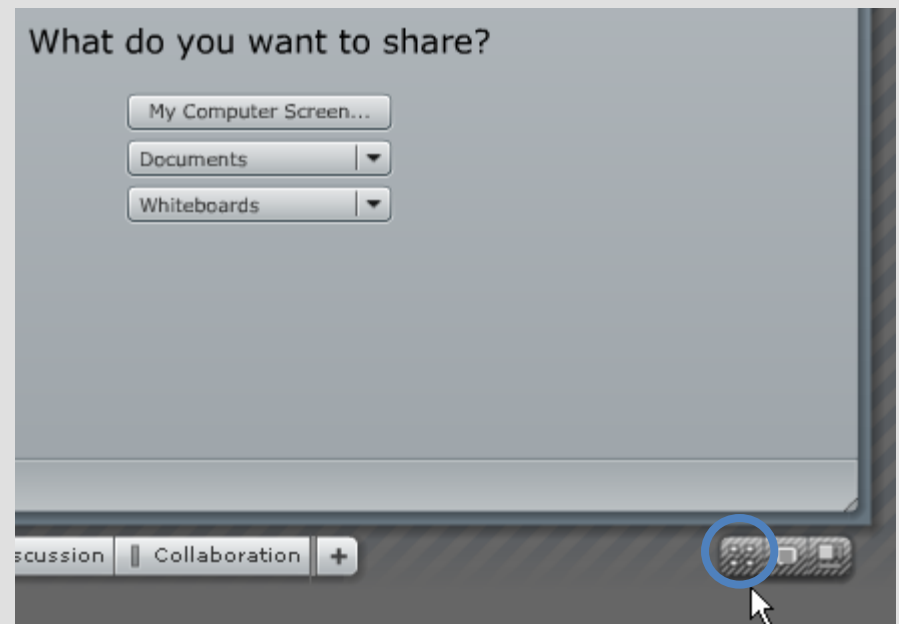 What do you want to share?
My Computer Screen...
Documents
Whiteboards
scussion Collaboration +